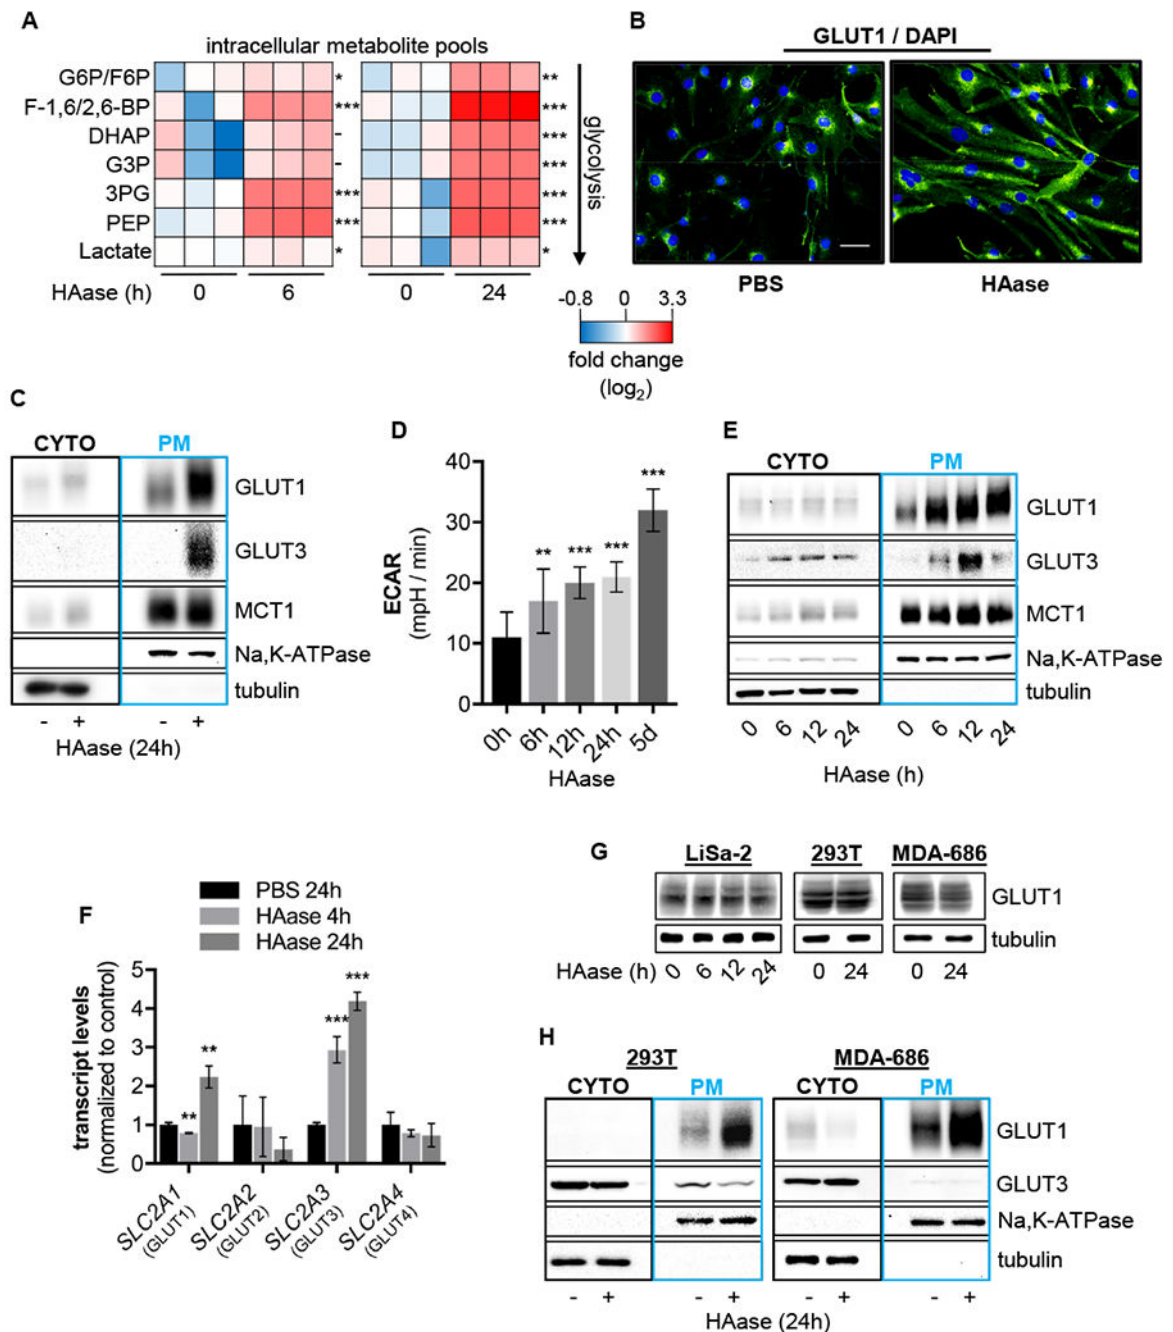 A
intracellular metabolite pools
G6P/F6P * **
F-1,6/2,6-BP *** ***
DHAP - ***
G3P - ***
3PG *** ***
PEP *** ***
Lactate * *
glycolysis
HAase (h) 0 6 0 24
-0.8 0 3.3
fold change
(log2)
B
GLUT1 / DAPI
PBS HAase
C
CYTO PM
GLUT1
GLUT3
MCT1
Na,K-ATPase
tubulin
- + - +
HAase (24h)
D
ECAR
(mpH / min)
40
30
20
10
0
** *** *** ***
0h 6h 12h 24h 5d
HAase
E
CYTO PM
GLUT1
GLUT3
MCT1
Na,K-ATPase
tubulin
0 6 12 24 0 6 12 24
HAase (h)
F
PBS 24h
HAase 4h
HAase 24h
transcript levels
(normalized to control)
5
4
3
2
1
0
** ** *** ***
SLC2A1 (GLUT1)
SLC2A2 (GLUT2)
SLC2A3 (GLUT3)
SLC2A4 (GLUT4)
G
LiSa-2 293T MDA-686
GLUT1
tubulin
HAase (h) 0 6 12 24 0 24 0 24
H
293T MDA-686
CYTO PM CYTO PM
GLUT1
GLUT3
Na,K-ATPase
tubulin
- + - + - + - +
HAase (24h)